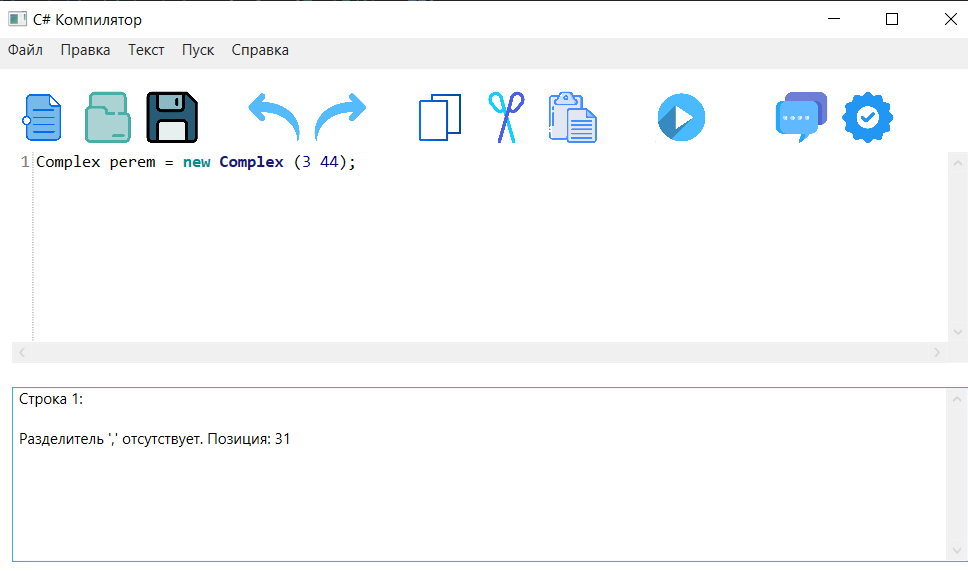 C# Компилятор
Файл Правка Текст Пуск Справка
1 Complex perem = new Complex (3 44);
Строка 1:
Разделитель ',' отсутствует. Позиция: 31